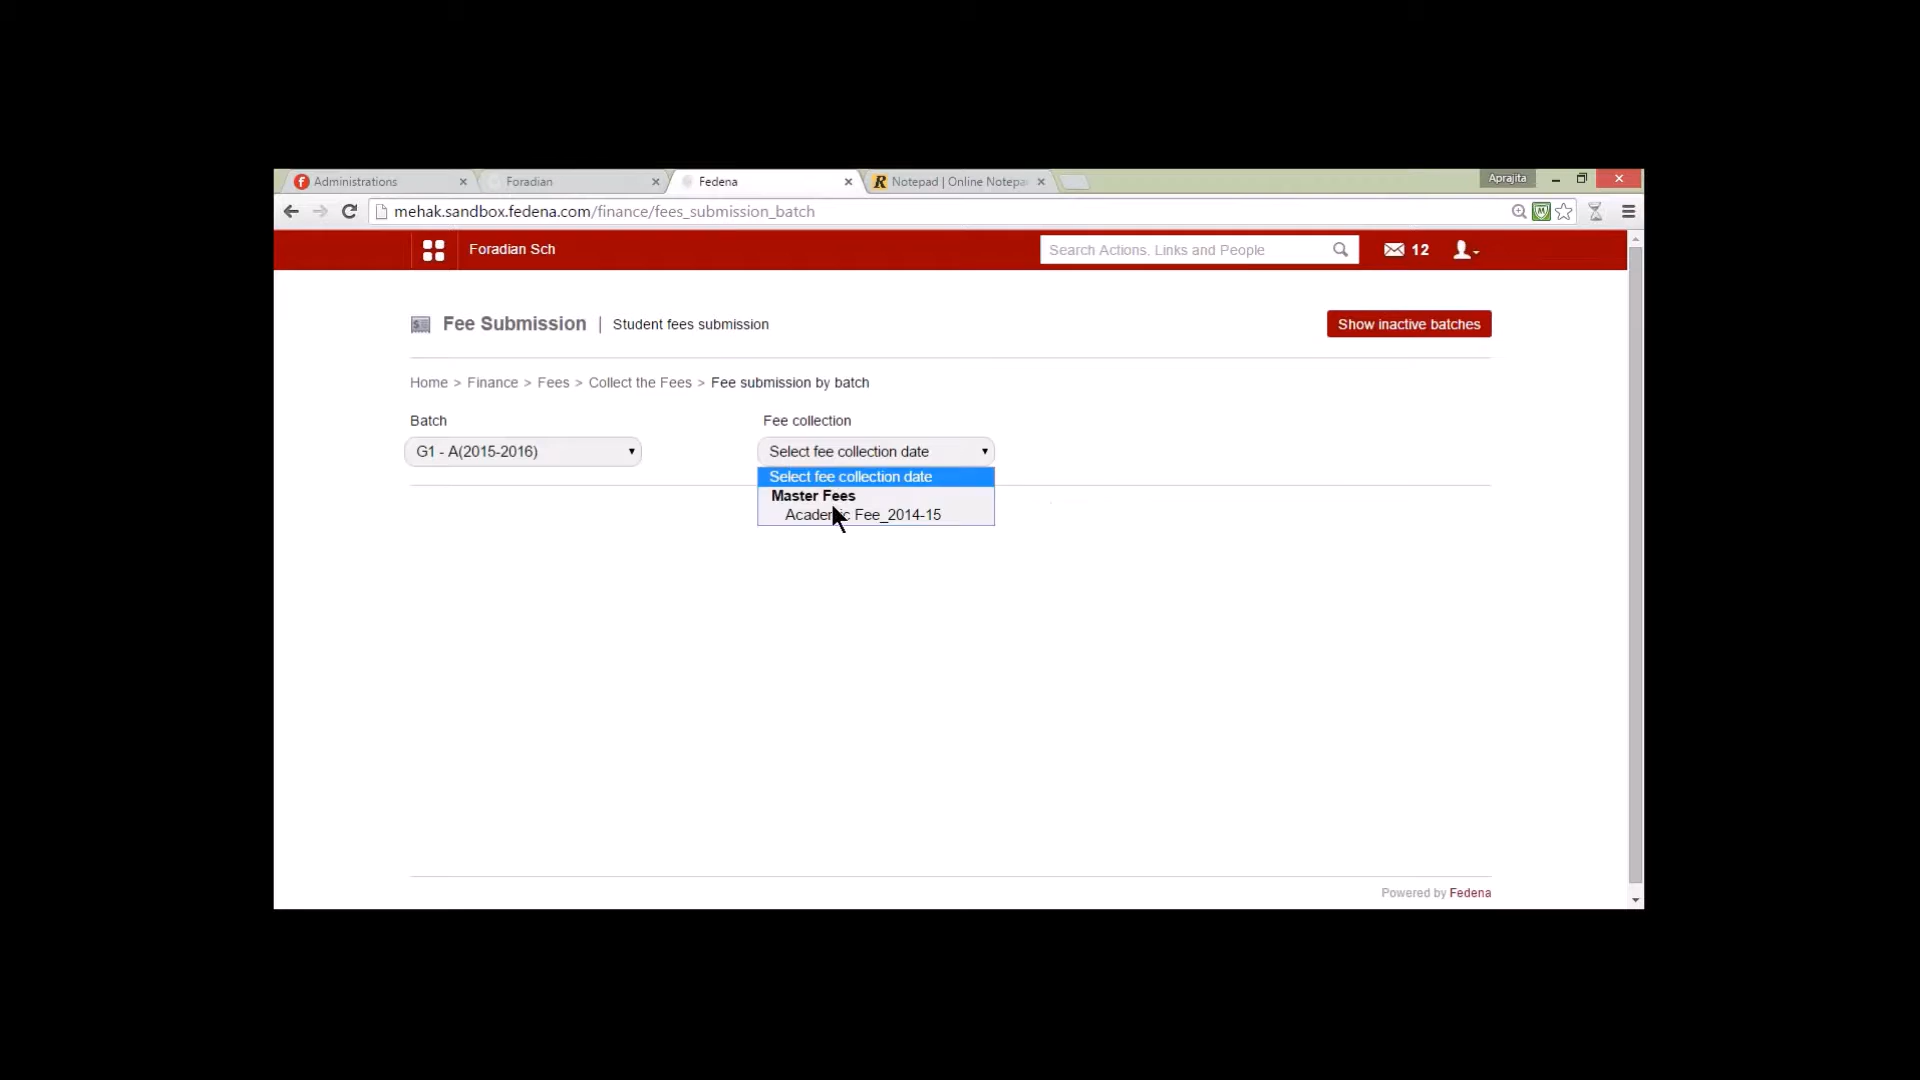 Administrations
Foradian
Fedena
Notepad | Online Notepa
Aprajita
mehak.sandbox.fedena.com/finance/fees_submission_batch
Foradian Sch
Search Actions, Links and People
12
Fee Submission | Student fees submission
Show inactive batches
Home > Finance > Fees > Collect the Fees > Fee submission by batch
Batch
Fee collection
G1 - A(2015-2016)
Select fee collection date
Select fee collection date
Master Fees
Academic Fee_2014-15
Powered by Fedena